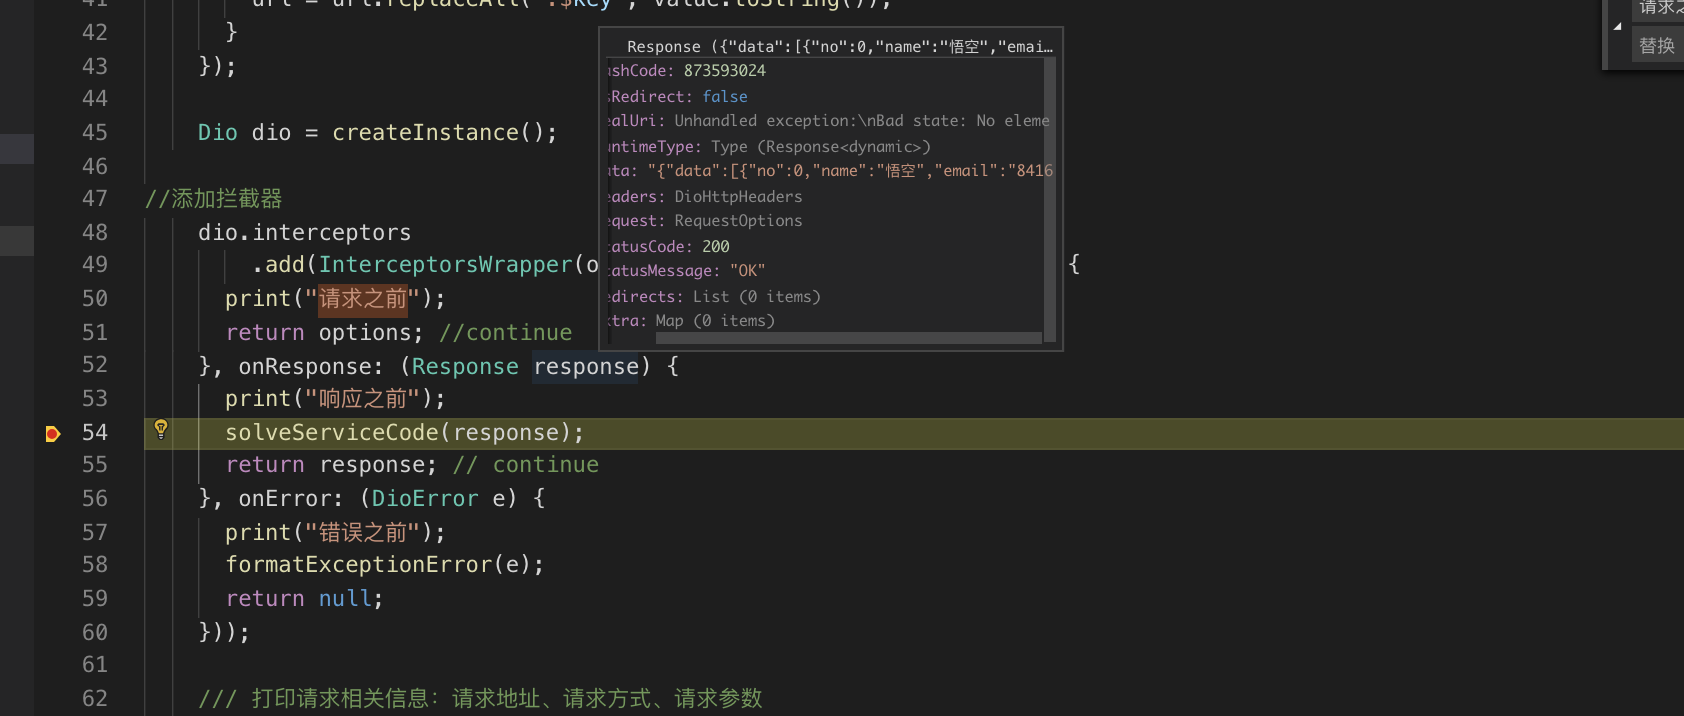 41 url = url.replaceAll(":$key", value.toString());
42 }
43 });
44
45 Dio dio = createInstance();
46
47 //添加拦截器
48 dio.interceptors
49 .add(InterceptorsWrapper(o {
50 print("请求之前");
51 return options; //continue
52 }, onResponse: (Response response) {
53 print("响应之前");
54 solveServiceCode(response);
55 return response; // continue
56 }, onError: (DioError e) {
57 print("错误之前");
58 formatExceptionError(e);
59 return null;
60 }));
61
62 /// 打印请求相关信息：请求地址、请求方式、请求参数
Response ({"data":[{"no":0,"name":"悟空","emai…
ashCode: 873593024
sRedirect: false
ealUri: Unhandled exception:\nBad state: No eleme
untimeType: Type (Response<dynamic>)
ata: "{"data":[{"no":0,"name":"悟空","email":"8416
eaders: DioHttpHeaders
equest: RequestOptions
tatusCode: 200
tatusMessage: "OK"
edirects: List (0 items)
xtra: Map (0 items)
请求之
替换